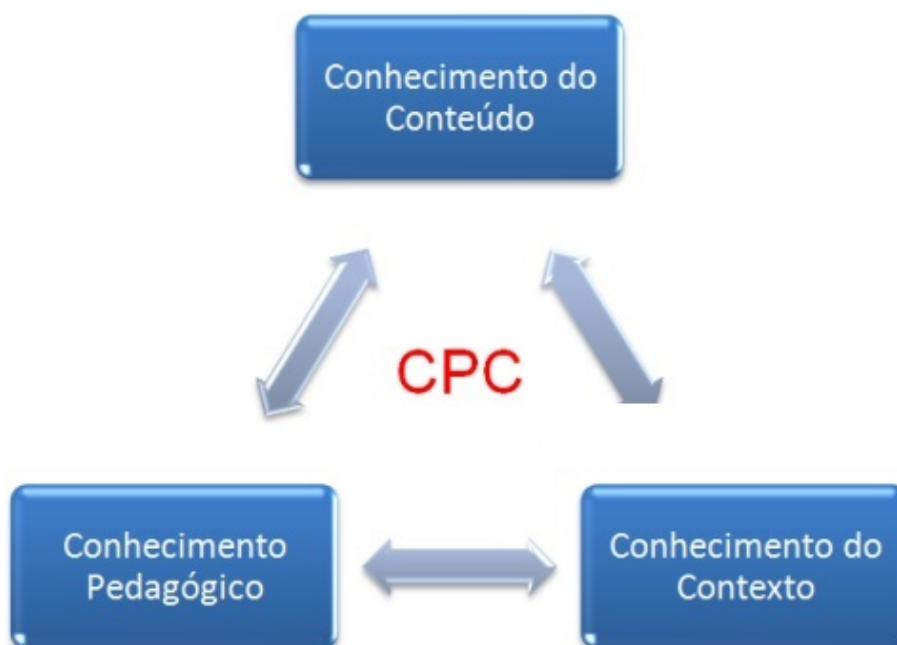 Conhecimento do
Conteúdo
CPC
Conhecimento
Pedagógico
Conhecimento do
Contexto